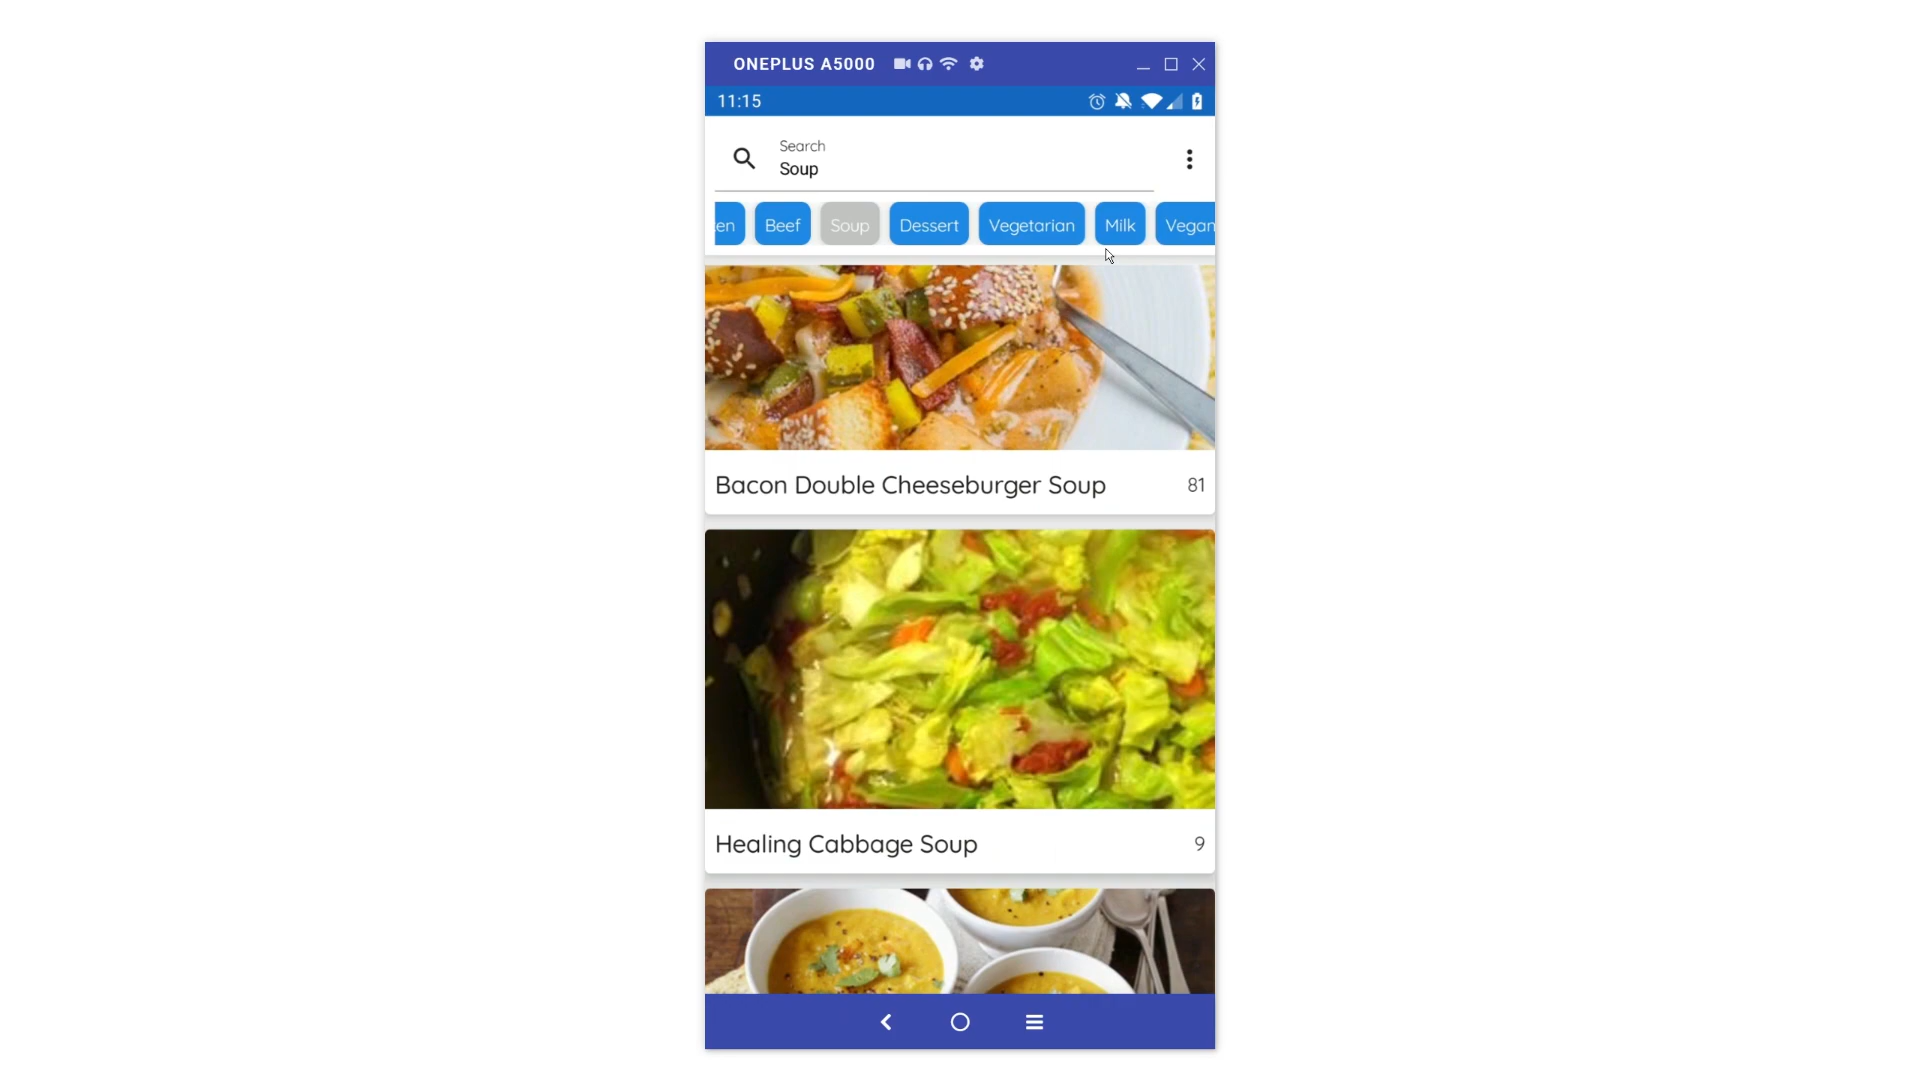 ONEPLUS A5000
11:15
Search
Soup
en Beef Soup Dessert Vegetarian Milk Vegan
Bacon Double Cheeseburger Soup 81
Healing Cabbage Soup 9